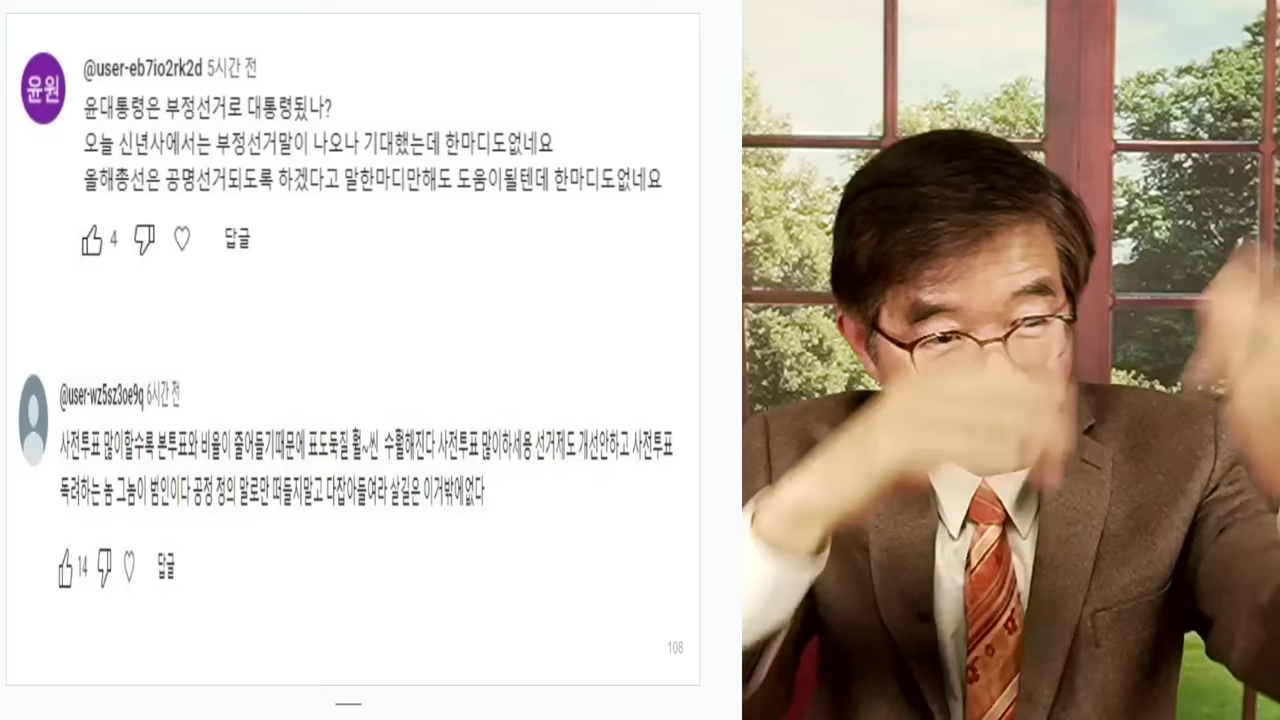 윤원
@user-eb7io2rk2d 5시간 전
윤대통령은 부정선거로 대통령됬나?
오늘 신년사에서는 부정선거말이 나오나 기대했는데 한마디도없네요
올해총선은 공명선거되도록 하겠다고 말한마디만해도 도움이될텐데 한마디도없네요
4
답글
@user-wz5sz3oe9q 6시간 전
사전투표 많이할수록 본투표와 비율이 줄어들기때문에 표도둑질 훨~씬 수훨해진다 사전투표 많이하세용 선거제도 개선안하고 사전투표
독려하는 놈 그놈이 범인이다 공정 정의 말로만 떠들지말고 다잡아들여라 살길은 이거밖에없다
14
답글
108